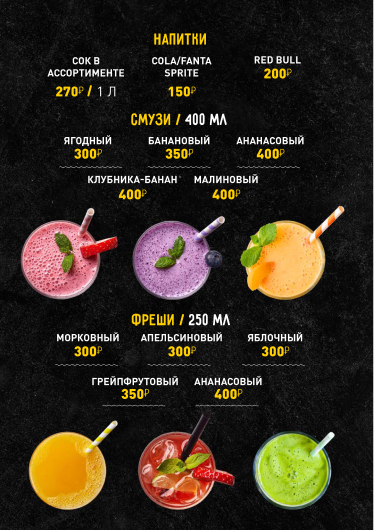 НАПИТКИ
СОК В АССОРТИМЕНТЕ
270₽ / 1 Л
COLA/FANTA SPRITE
150₽
RED BULL
200₽
СМУЗИ / 400 МЛ
ЯГОДНЫЙ БАНАНОВЫЙ АНАНАСОВЫЙ
300₽ 350₽ 400₽
КЛУБНИКА-БАНАН МАЛИНОВЫЙ
400₽ 400₽
ФРЕШИ / 250 МЛ
МОРКОВНЫЙ АПЕЛЬСИНОВЫЙ ЯБЛОЧНЫЙ
300₽ 300₽ 300₽
ГРЕЙПФРУТОВЫЙ АНАНАСОВЫЙ
350₽ 400₽